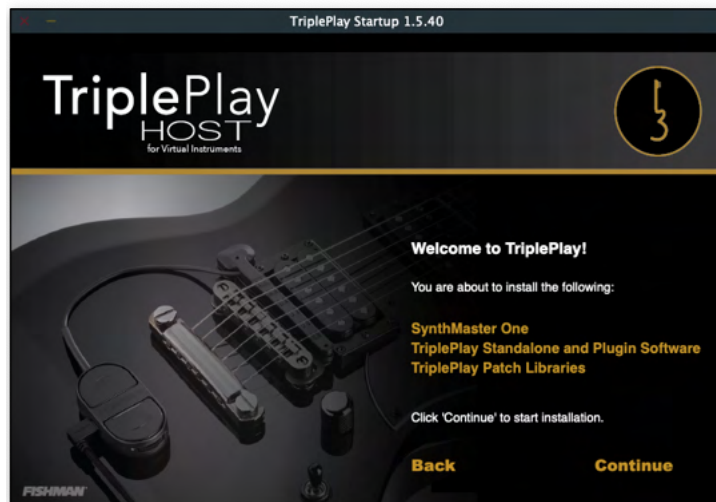 TriplePlay Startup 1.5.40
TriplePlay
HOST
for Virtual Instruments
3
Welcome to TriplePlay!
You are about to install the following:
SynthMaster One
TriplePlay Standalone and Plugin Software
TriplePlay Patch Libraries
Click 'Continue' to start installation.
Back Continue
FISHMAN